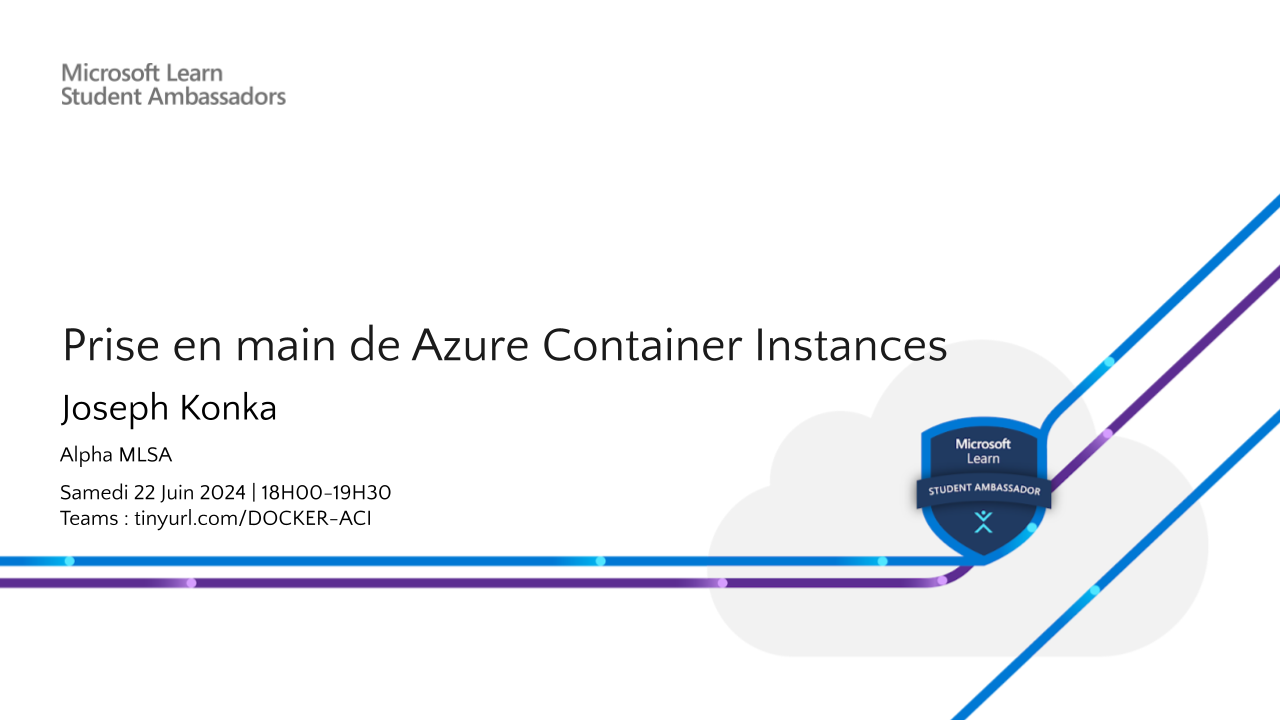 Microsoft Learn
Student Ambassadors
Prise en main de Azure Container Instances
Joseph Konka
Alpha MLSA
Samedi 22 Juin 2024 | 18H00-19H30
Teams : tinyurl.com/DOCKER-ACI
Microsoft
Learn
STUDENT AMBASSADOR